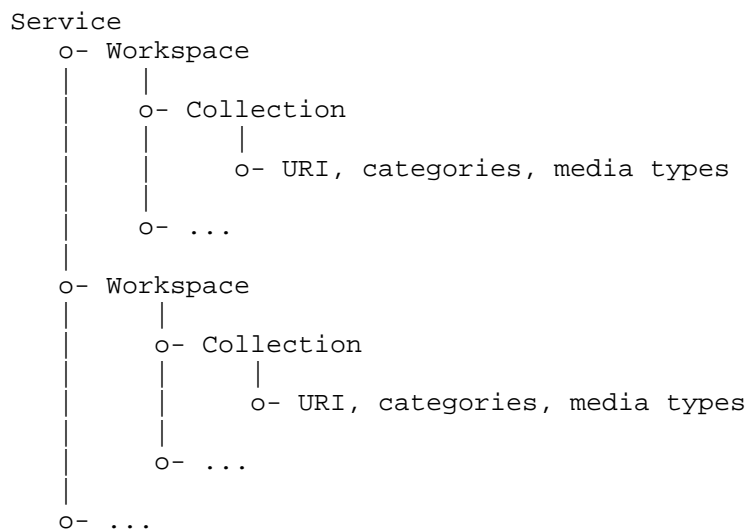 Service
o- Workspace
o- Collection
o- URI, categories, media types
o- ...
o- Workspace
o- Collection
o- URI, categories, media types
o- ...
o- ...